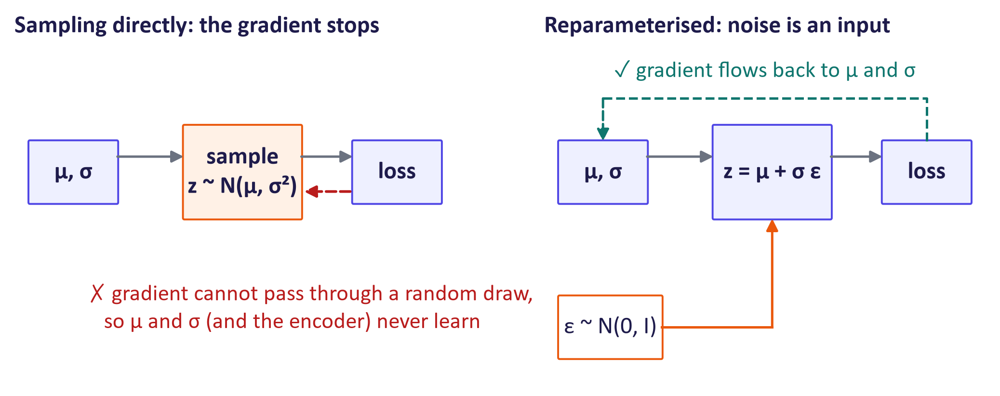 Sampling directly: the gradient stops
μ, σ
sample
z ~ N(μ, σ²)
loss
✗ gradient cannot pass through a random draw,
so μ and σ (and the encoder) never learn
Reparameterised: noise is an input
✓ gradient flows back to μ and σ
μ, σ
z = μ + σ ε
loss
ε ~ N(0, I)